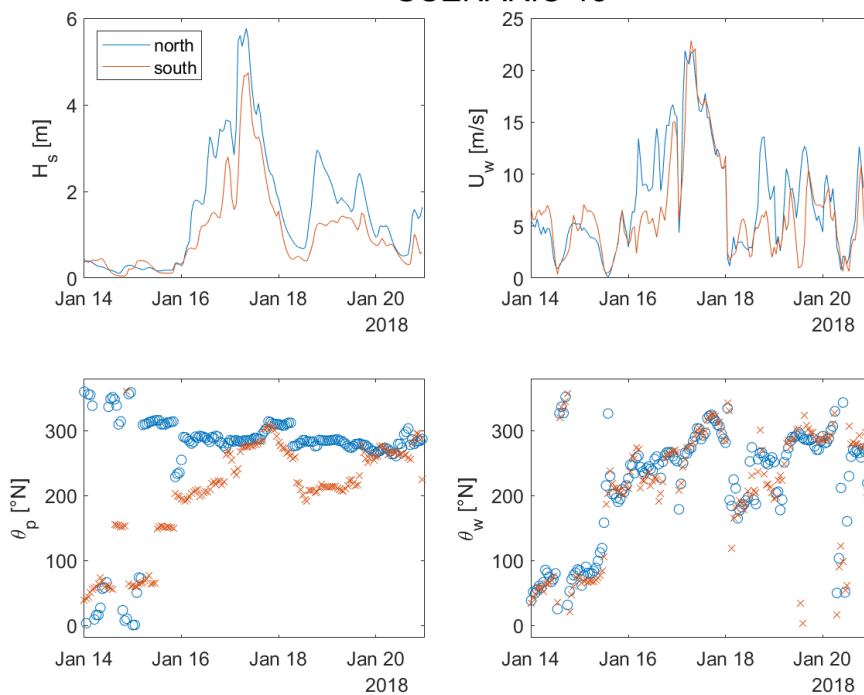 6
4
2
0
H_s [m]
north
south
Jan 14
Jan 16
Jan 18
Jan 20
2018
25
20
15
10
5
0
U_w [m/s]
Jan 14
Jan 16
Jan 18
Jan 20
2018
300
200
100
0
θ_p [°N]
Jan 14
Jan 16
Jan 18
Jan 20
2018
300
200
100
0
θ_w [°N]
Jan 14
Jan 16
Jan 18
Jan 20
2018